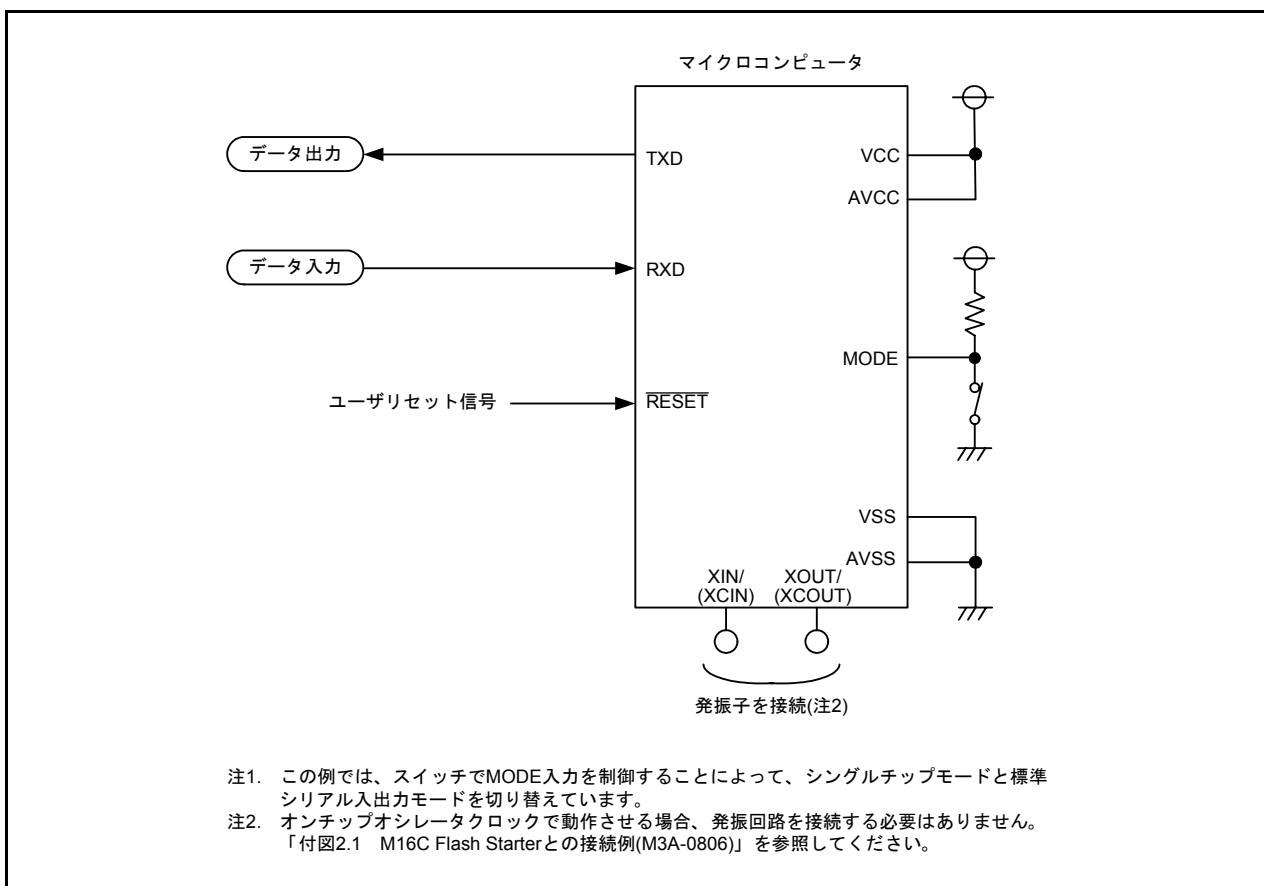 マイクロコンピュータ
データ出力
TXD
VCC
AVCC
データ入力
RXD
MODE
ユーザリセット信号
RESET
VSS
AVSS
XIN/
(XCIN)
XOUT/
(XCOUT)
発振子を接続(注2)
注1. この例では、スイッチでMODE入力を制御することによって、シングルチップモードと標準
シリアル入出力モードを切り替えています。
注2. オンチップオシレータクロックで動作させる場合、発振回路を接続する必要はありません。
「付図2.1 M16C Flash Starterとの接続例(M3A-0806)」を参照してください。